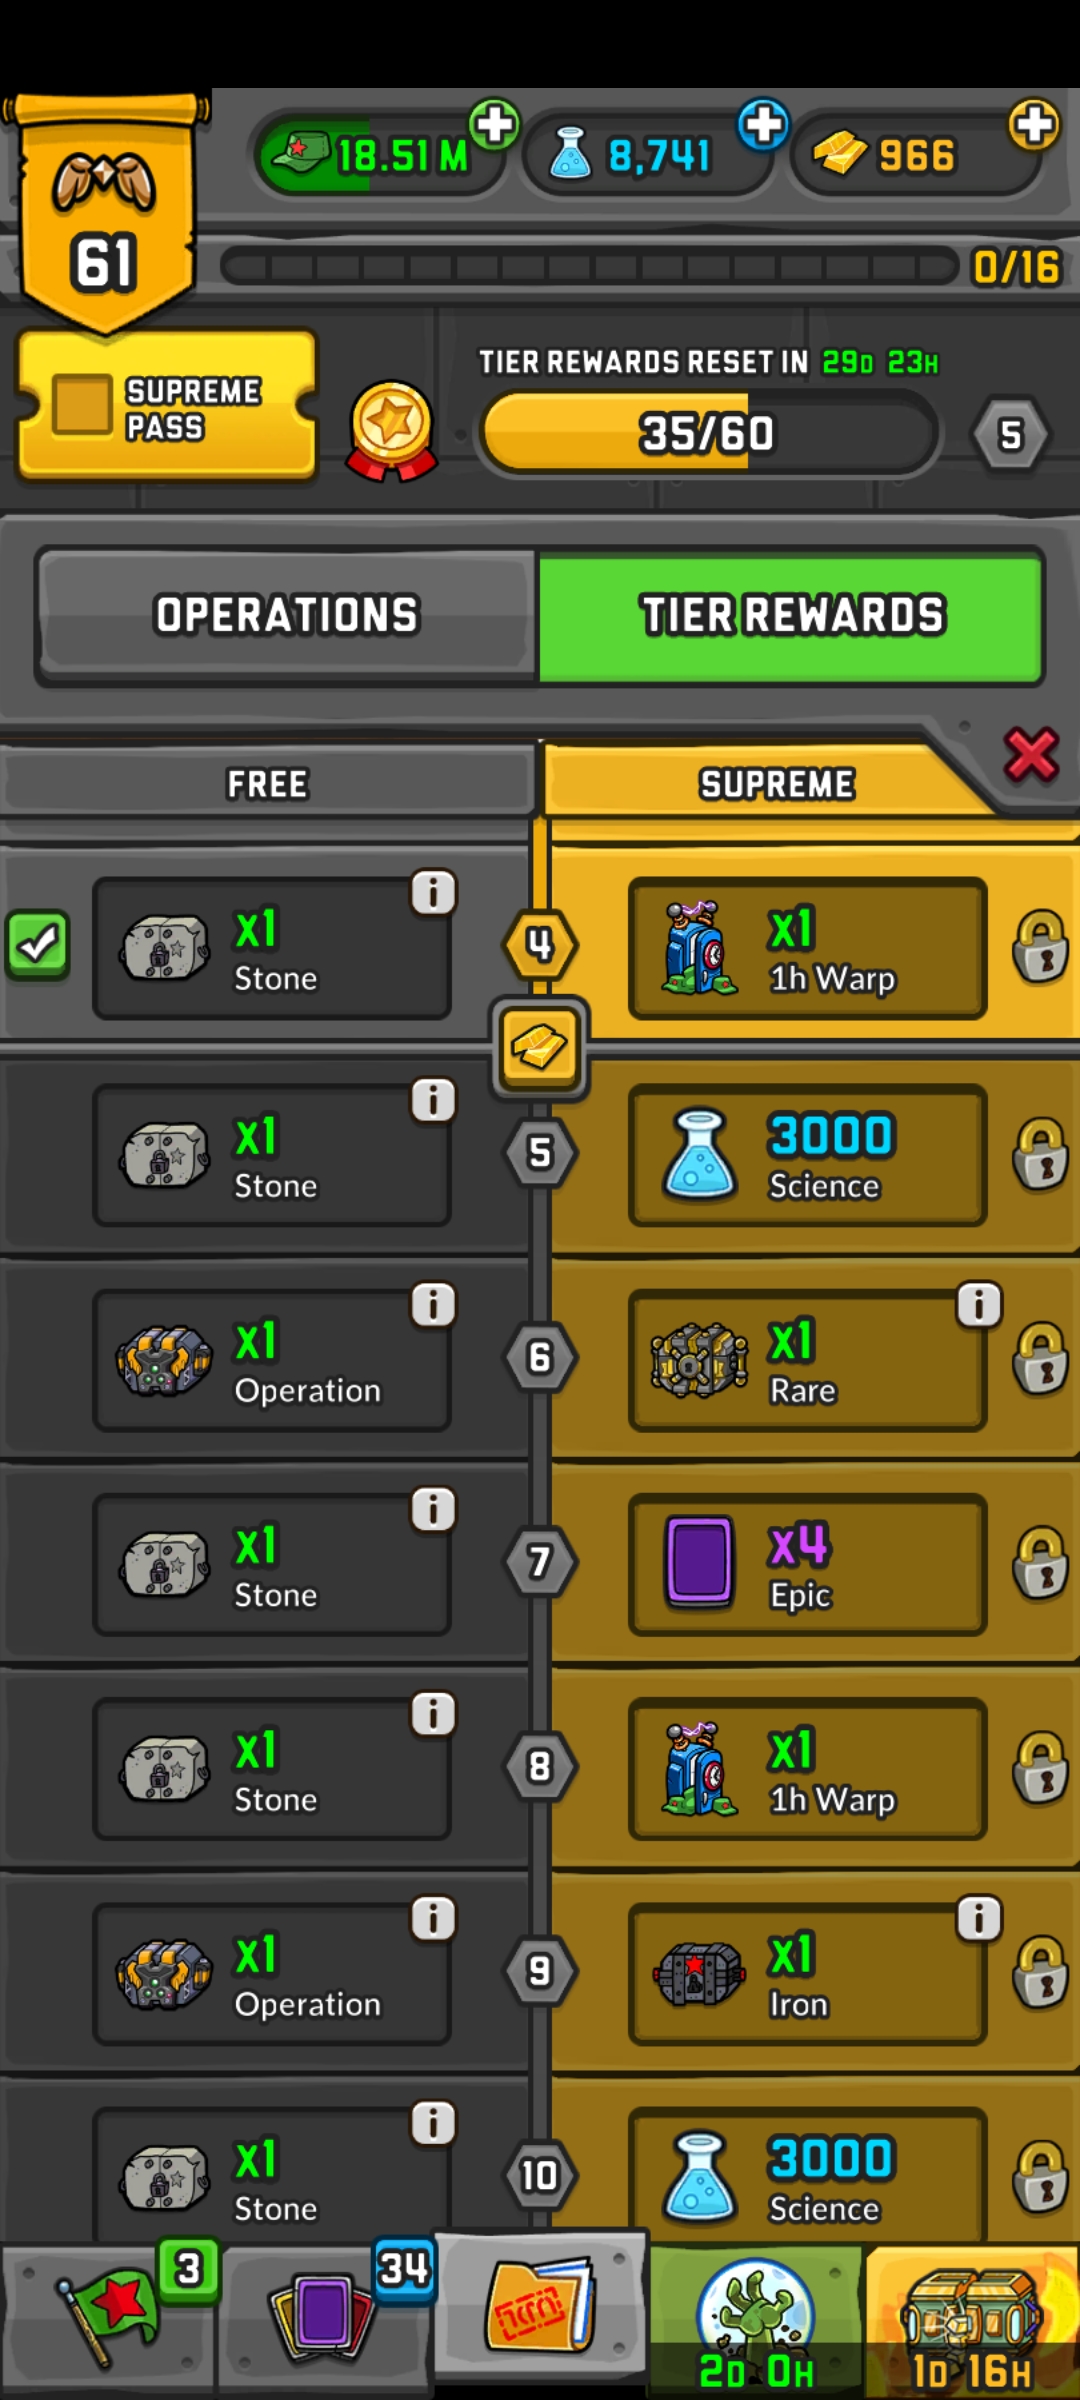 18.51 M
8,741
966
61
0/16
SUPREME
PASS
TIER REWARDS RESET IN 29D 23H
35/60
5
OPERATIONS
TIER REWARDS
FREE
SUPREME
i
X1
Stone
4
X1
1h Warp
i
X1
Stone
5
3000
Science
i
X1
Operation
6
i
X1
Rare
i
X1
Stone
7
X4
Epic
i
X1
Stone
8
X1
1h Warp
i
X1
Operation
9
i
X1
Iron
i
X1
Stone
10
3000
Science
3
34
2D 0H
1D 16H